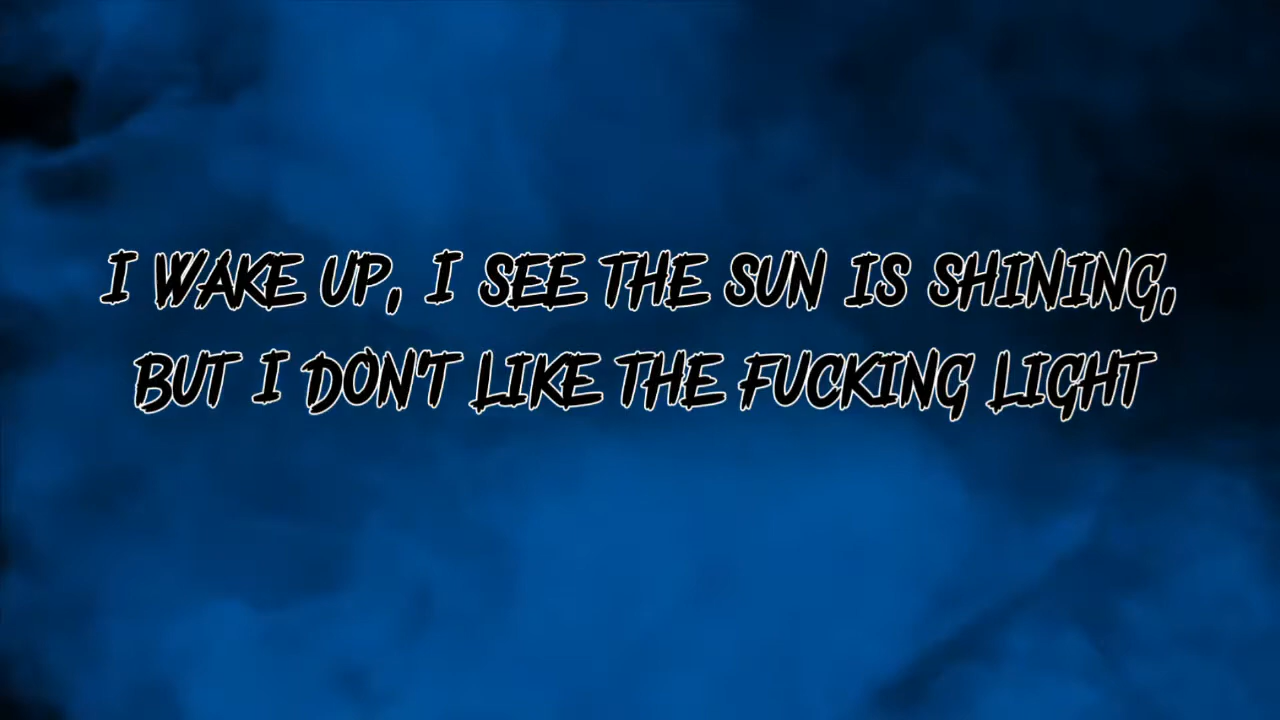 I WAKE UP, I SEE THE SUN IS SHINING,
BUT I DON'T LIKE THE FUCKING LIGHT